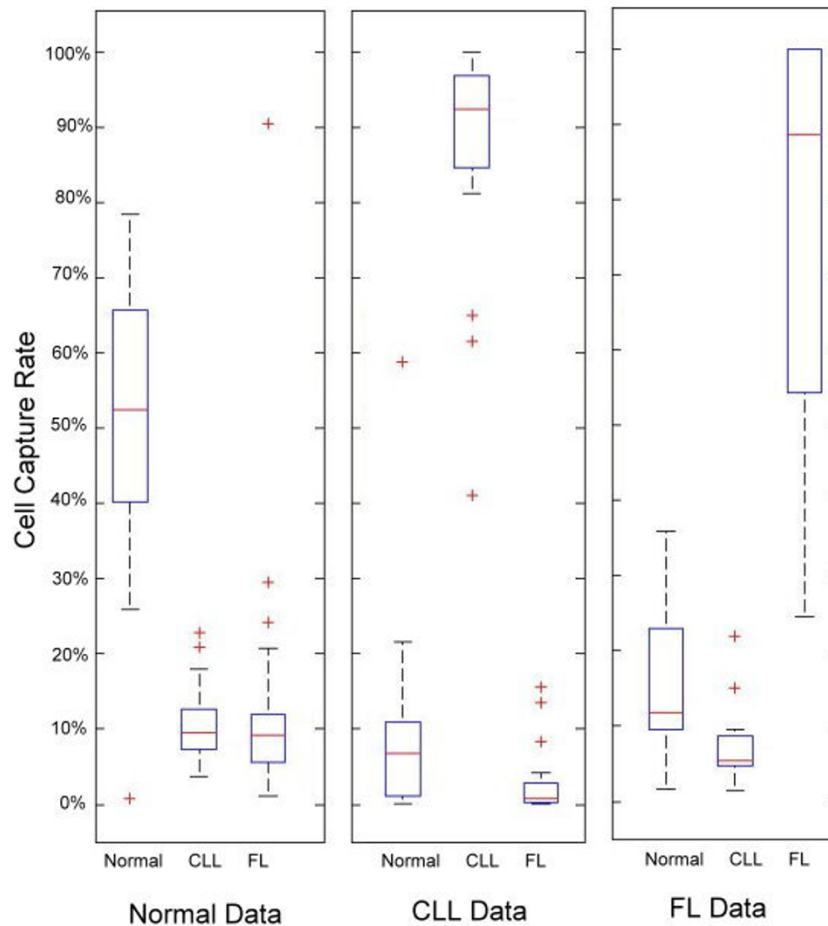 Cell Capture Rate
100%
90%
80%
70%
60%
50%
40%
30%
20%
10%
0%
Normal CLL FL
Normal Data
Normal CLL FL
CLL Data
Normal CLL FL
FL Data